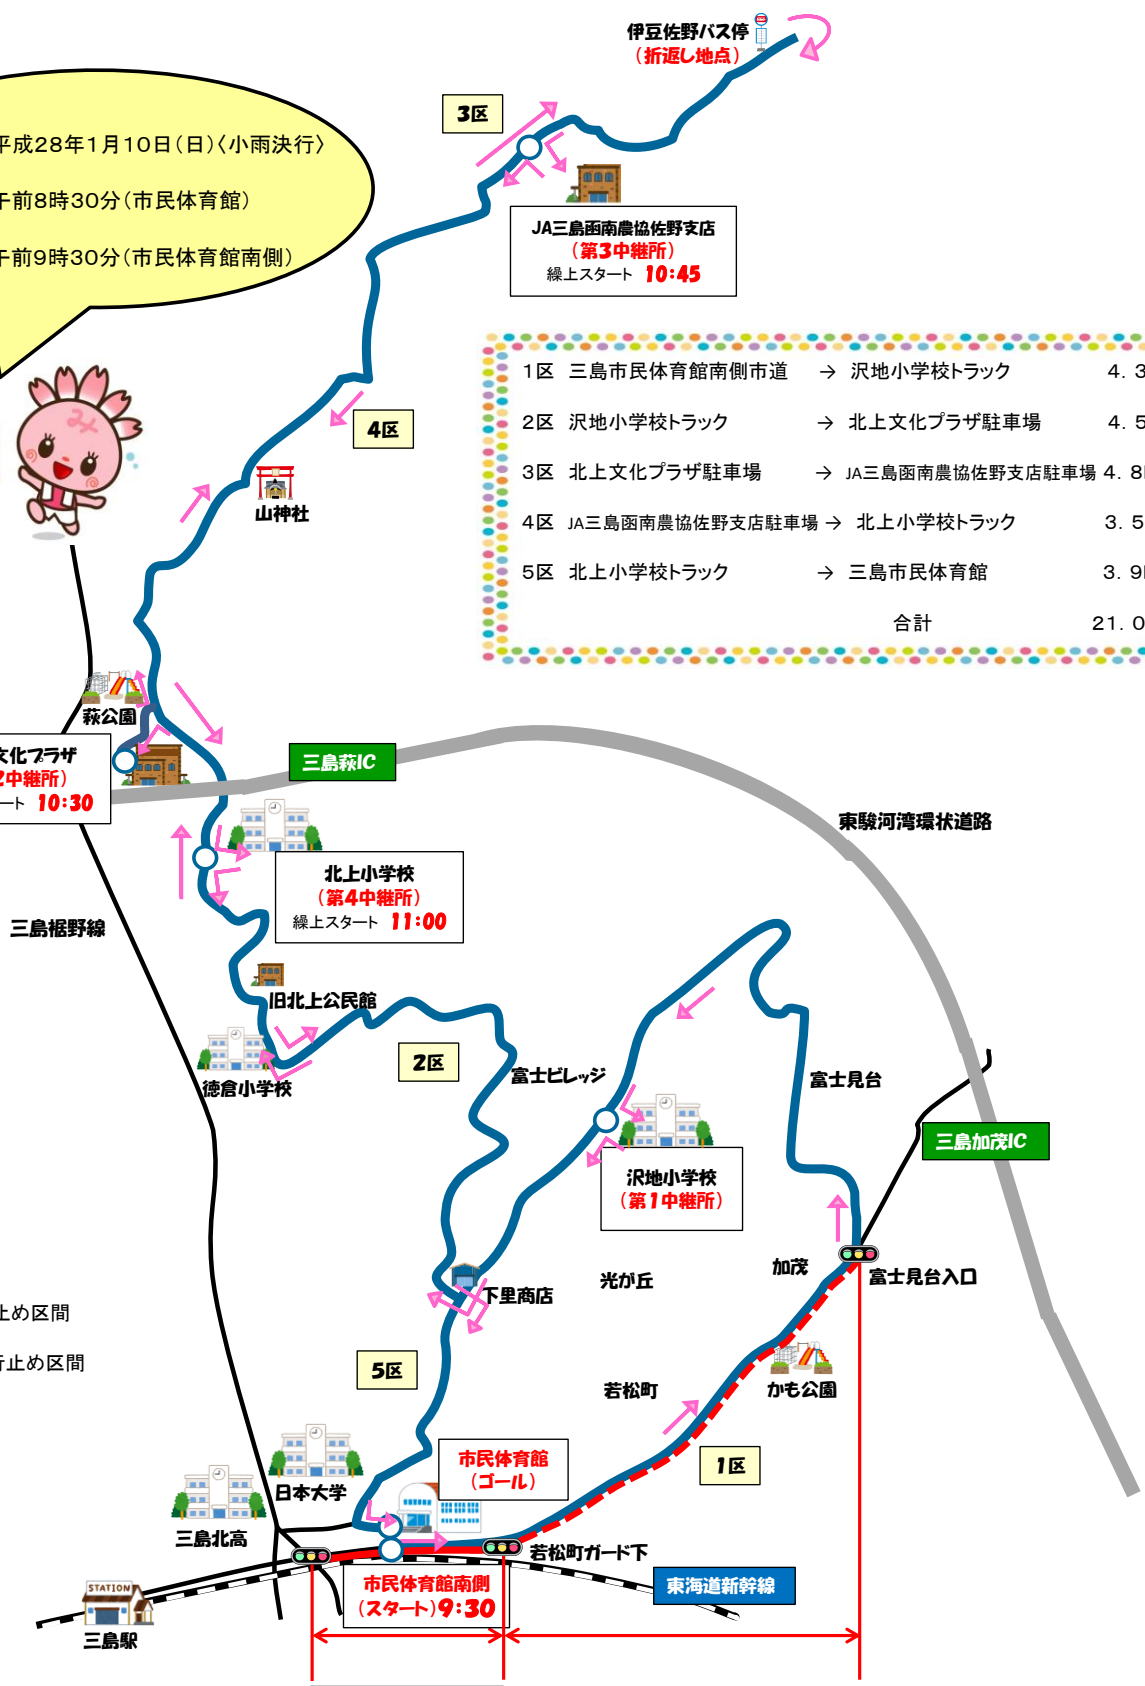 伊豆佐野バス停
(折返し地点)
平成28年1月10日(日)〈小雨決行〉
午前8時30分(市民体育館)
午前9時30分(市民体育館南側)
3区
JA三島函南農協佐野支店
(第3中継所)
繰上スタート 10:45
1区 三島市民体育館南側市道 → 沢地小学校トラック 4.3
2区 沢地小学校トラック → 北上文化プラザ駐車場 4.5
3区 北上文化プラザ駐車場 → JA三島函南農協佐野支店駐車場 4.8
4区 JA三島函南農協佐野支店駐車場 → 北上小学校トラック 3.5
5区 北上小学校トラック → 三島市民体育館 3.9
合計 21.0
4区
み
山神社
萩公園
文化プラザ
2中継所)
ート 10:30
三島萩IC
東駿河湾環状道路
北上小学校
(第4中継所)
繰上スタート 11:00
三島裾野線
旧北上公民館
徳倉小学校
2区
富士ビレッジ
富士見台
三島加茂IC
沢地小学校
(第1中継所)
加茂
富士見台入口
光が丘
下里商店
止め区間
行止め区間
5区
若松町
かも公園
1区
市民体育館
(ゴール)
日本大学
三島北高
若松町ガード下
市民体育館南側
(スタート)9:30
東海道新幹線
STATION
三島駅